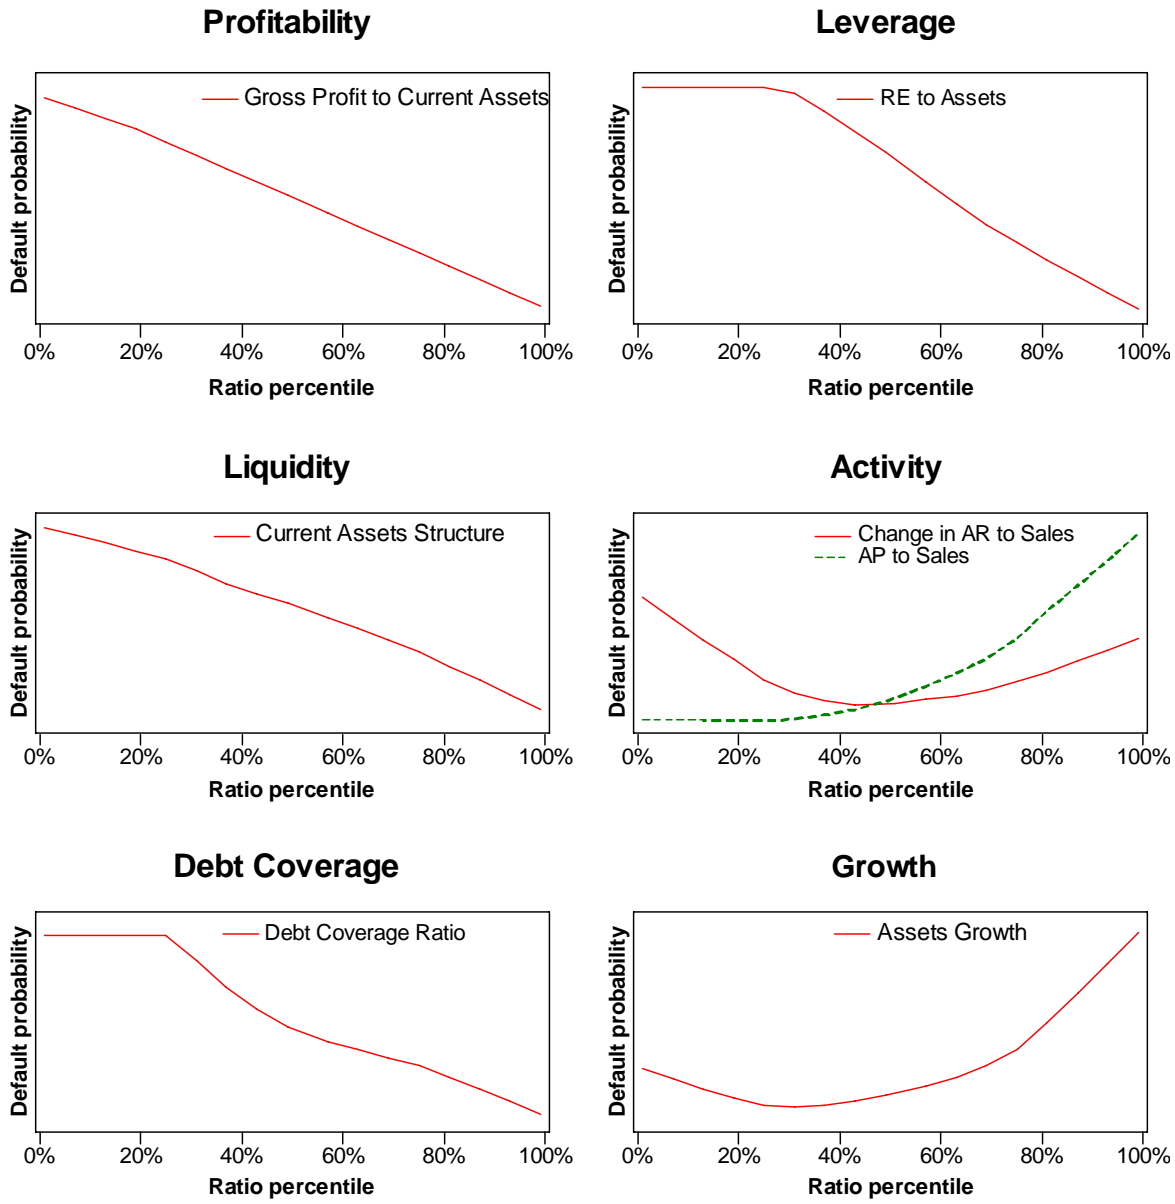 Profitability
Gross Profit to Current Assets
Default probability
0% 20% 40% 60% 80% 100%
Ratio percentile
Leverage
RE to Assets
Default probability
0% 20% 40% 60% 80% 100%
Ratio percentile
Liquidity
Current Assets Structure
Default probability
0% 20% 40% 60% 80% 100%
Ratio percentile
Activity
Change in AR to Sales
AP to Sales
Default probability
0% 20% 40% 60% 80% 100%
Ratio percentile
Debt Coverage
Debt Coverage Ratio
Default probability
0% 20% 40% 60% 80% 100%
Ratio percentile
Growth
Assets Growth
Default probability
0% 20% 40% 60% 80% 100%
Ratio percentile